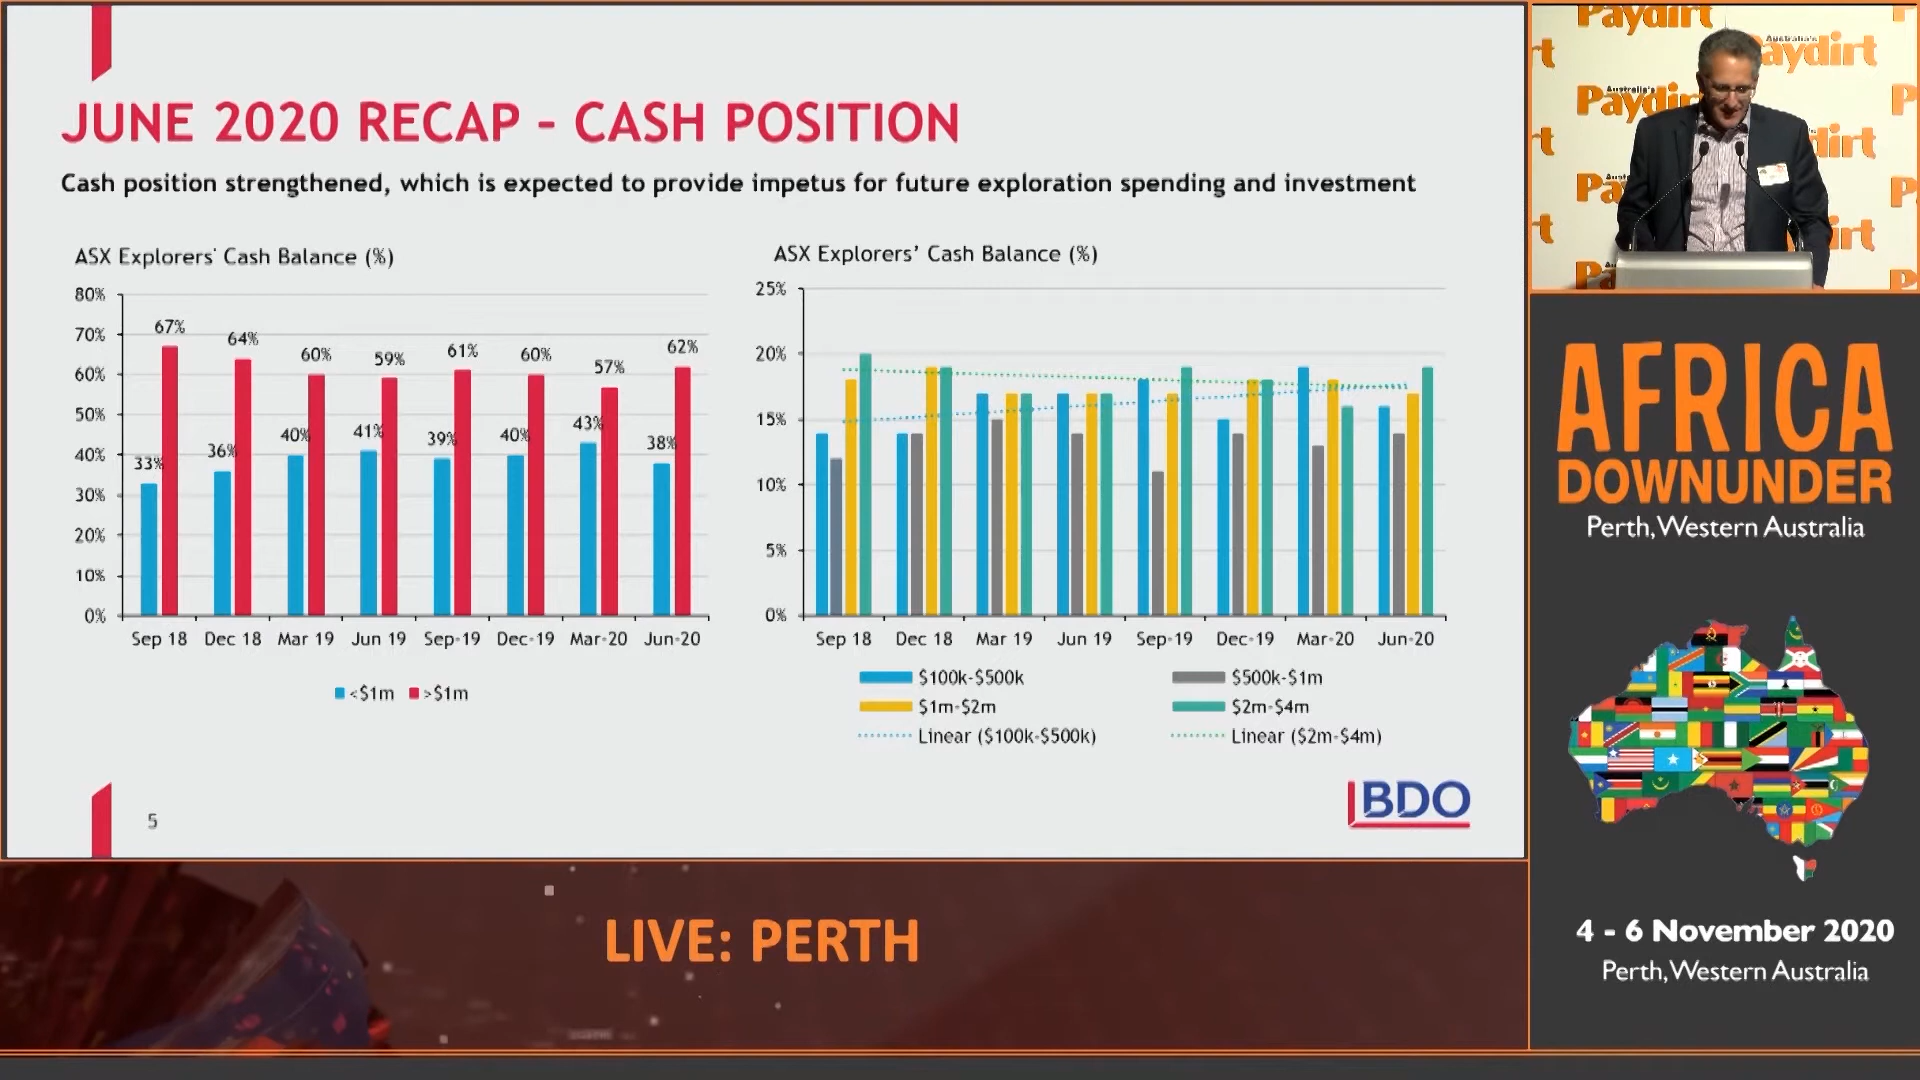 JUNE 2020 RECAP - CASH POSITION
Cash position strengthened, which is expected to provide impetus for future exploration spending and investment
ASX Explorers' Cash Balance (%)
80%
70%
60%
50%
40%
30%
20%
10%
0%
33% 67%
36% 64%
40% 60%
41% 59%
39% 61%
40% 60%
43% 57%
38% 62%
Sep 18 Dec 18 Mar 19 Jun 19 Sep-19 Dec-19 Mar-20 Jun-20
<$1m >$1m
ASX Explorers’ Cash Balance (%)
25%
20%
15%
10%
5%
0%
Sep 18 Dec 18 Mar 19 Jun 19 Sep-19 Dec-19 Mar-20 Jun-20
$100k-$500k $500k-$1m
$1m-$2m $2m-$4m
Linear ($100k-$500k) Linear ($2m-$4m)
5
BDO
LIVE: PERTH
Paydirt
Australia's
Paydirt
Australia's
Paydir
dirt
AFRICA
DOWNUNDER
Perth, Western Australia
4 - 6 November 2020
Perth, Western Australia